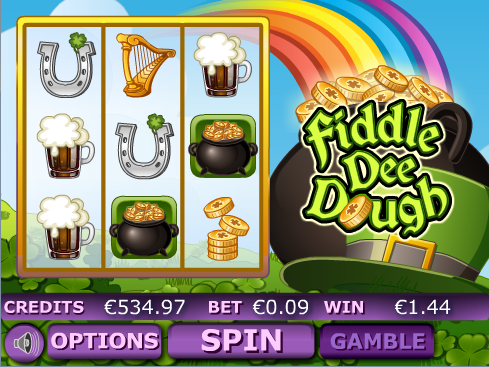 Fiddle
Dee
Dough
CREDITS €534.97 BET €0.09 WIN €1.44
OPTIONS SPIN GAMBLE